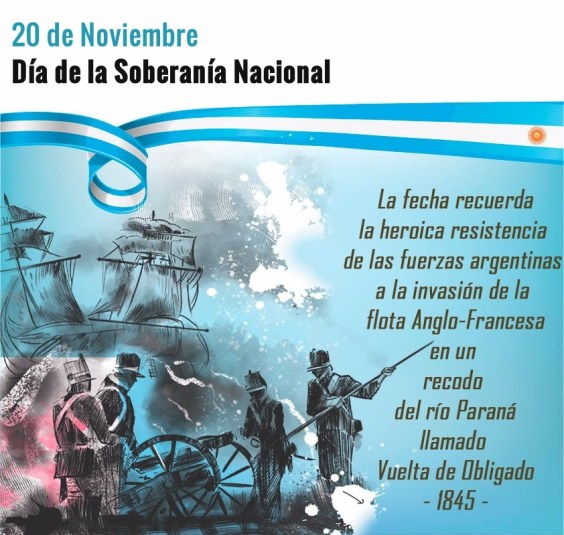 20 de Noviembre
Día de la Soberanía Nacional
La fecha recuerda
la heroica resistencia
de las fuerzas argentinas
a la invasión de la
flota Anglo-Francesa
en un
recodo
del río Paraná
llamado
Vuelta de Obligado
- 1845 -